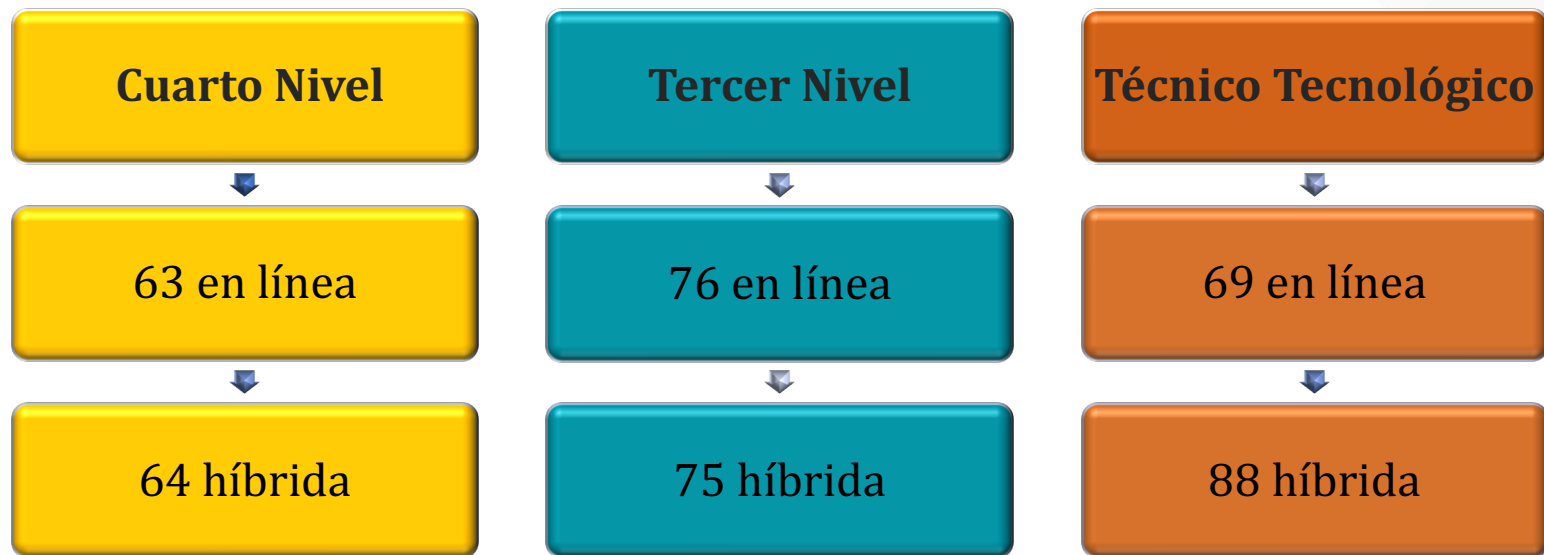 Cuarto Nivel
63 en línea
64 híbrida
Tercer Nivel
76 en línea
75 híbrida
Técnico Tecnológico
69 en línea
88 híbrida